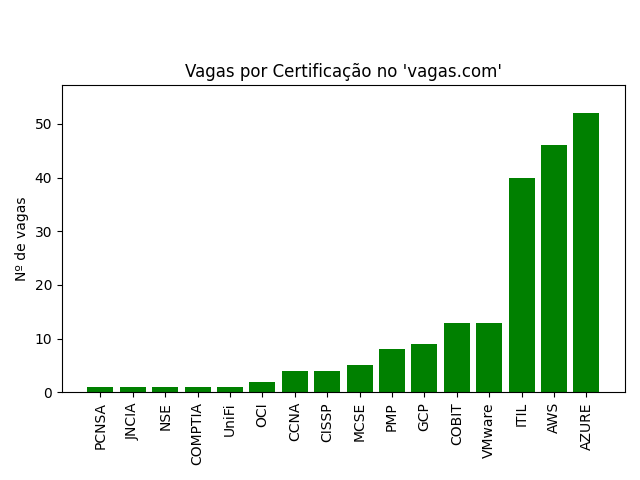 Vagas por Certificação no 'vagas.com'
Nº de vagas
50
40
30
20
10
0
PCNSA
JNCIA
NSE
COMPTIA
UniFi
OCI
CCNA
CISSP
MCSE
PMP
GCP
COBIT
VMware
ITIL
AWS
AZURE